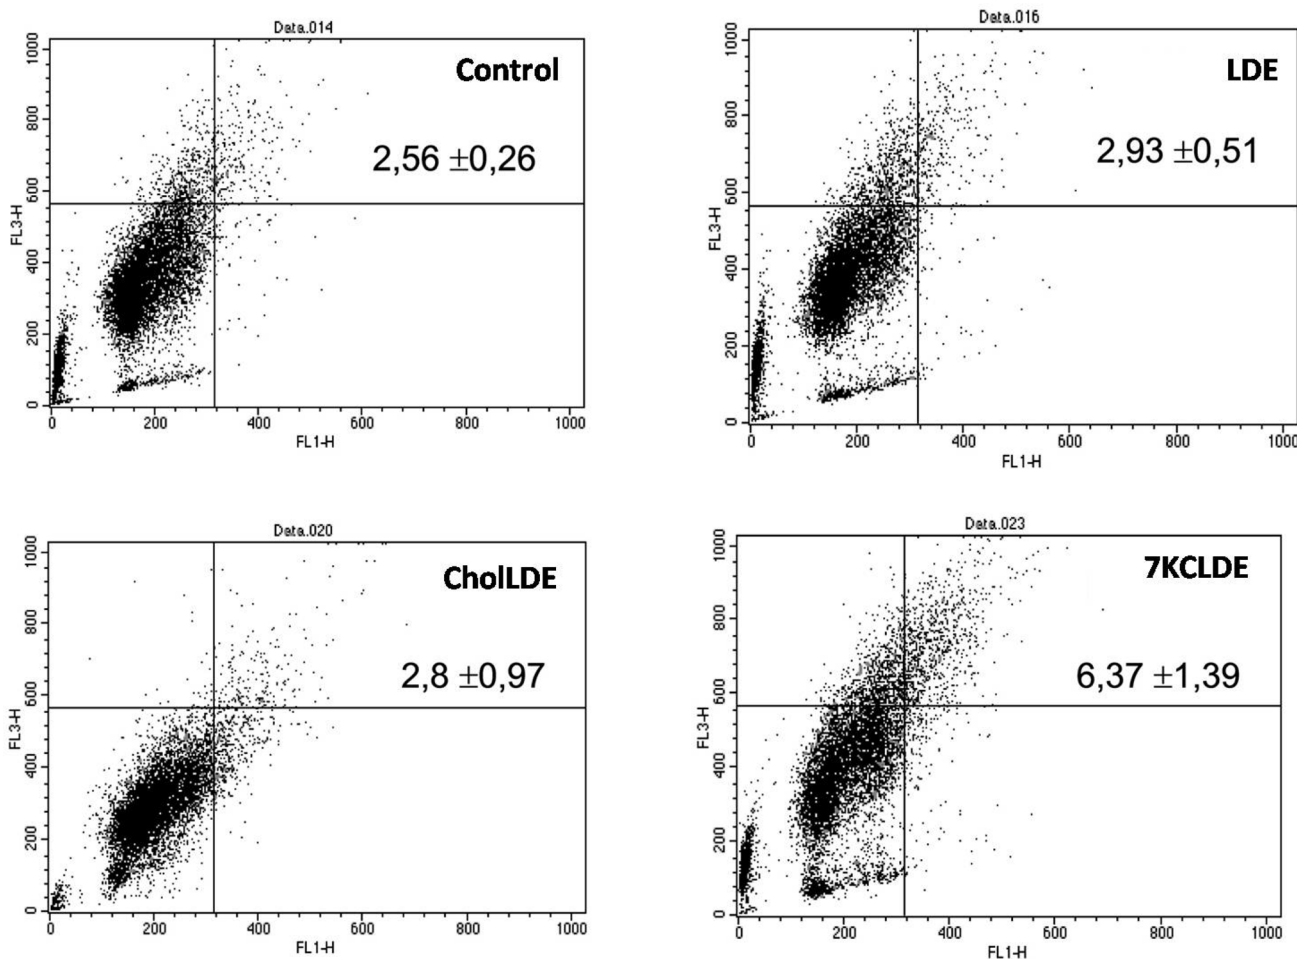 Data.014
Control
2,56 ±0,26
1000
800
600
400
200
0
FL3-H
0 200 400 600 800 1000
FL1-H
Data.016
LDE
2,93 ±0,51
1000
800
600
400
200
0
FL3-H
0 200 400 600 800 1000
FL1-H
Data.020
CholLDE
2,8 ±0,97
1000
800
600
400
200
0
FL3-H
0 200 400 600 800 1000
FL1-H
Data.023
7KCLDE
6,37 ±1,39
1000
800
600
400
200
0
FL3-H
0 200 400 600 800 1000
FL1-H